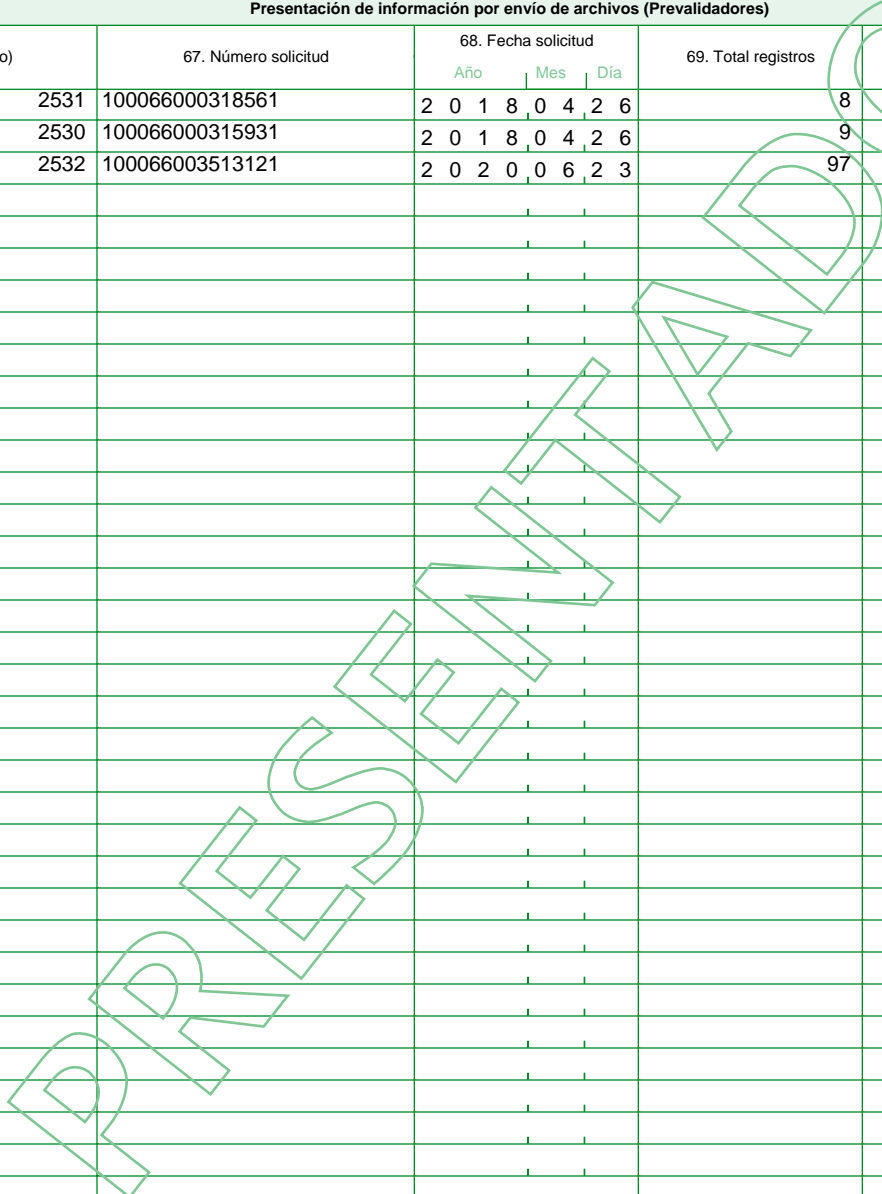 Presentación de información por envío de archivos (Prevalidadores)
o) 67. Número solicitud 68. Fecha solicitud 69. Total registros
Año Mes Día
2531 100066000318561 2 0 1 8 0 4 2 6 8
2530 100066000315931 2 0 1 8 0 4 2 6 9
2532 100066003513121 2 0 2 0 0 6 2 3 97
PRESENTADO